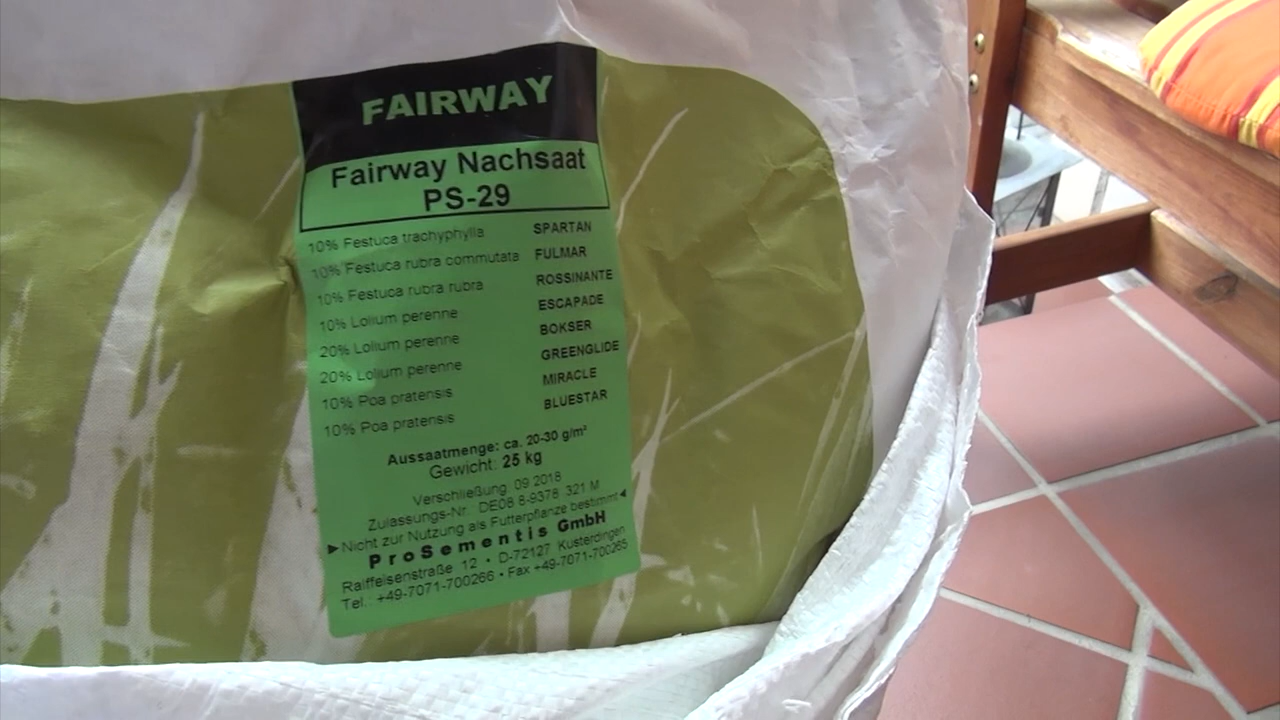 FAIRWAY
Fairway Nachsaat
PS-29
10% Festuca trachyphylla SPARTAN
10% Festuca rubra commutata FULMAR
10% Festuca rubra rubra ROSSINANTE
10% Lolium perenne ESCAPADE
20% Lolium perenne BOKSER
20% Lolium perenne GREENGLIDE
10% Poa pratensis MIRACLE
10% Poa pratensis BLUESTAR
Aussaatmenge: ca. 20-30 g/m²
Gewicht: 25 kg
Verschließung: 09 2018
Zulassungs-Nr. DE08 8-9378 321 M
►Nicht zur Nutzung als Futterpflanze bestimmt◄
ProSementis GmbH
Raiffeisenstraße 12 • D-72127 Kusterdingen
Tel.: +49-7071-700266 • Fax +49-7071-700265